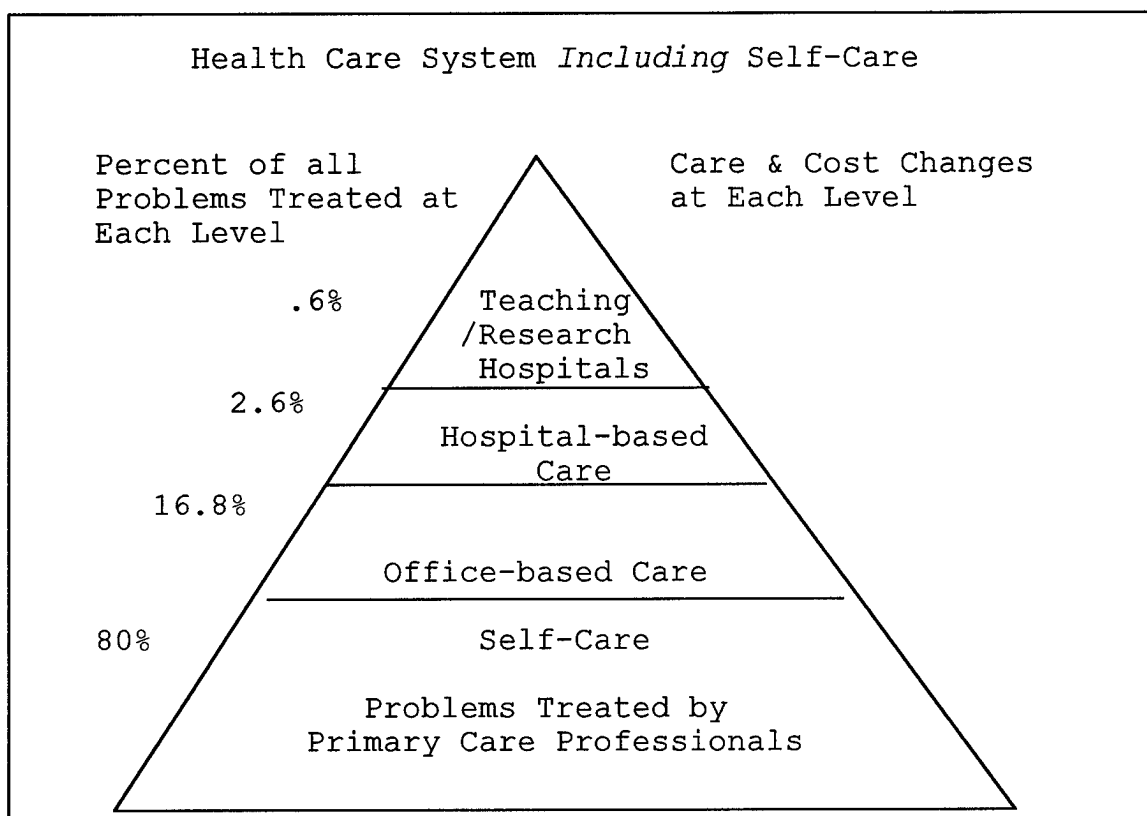 Health Care System Including Self-Care
Percent of all
Problems Treated at
Each Level
Care & Cost Changes
at Each Level
.6%
Teaching
/Research
Hospitals
2.6%
Hospital-based
Care
16.8%
Office-based Care
80%
Self-Care
Problems Treated by
Primary Care Professionals